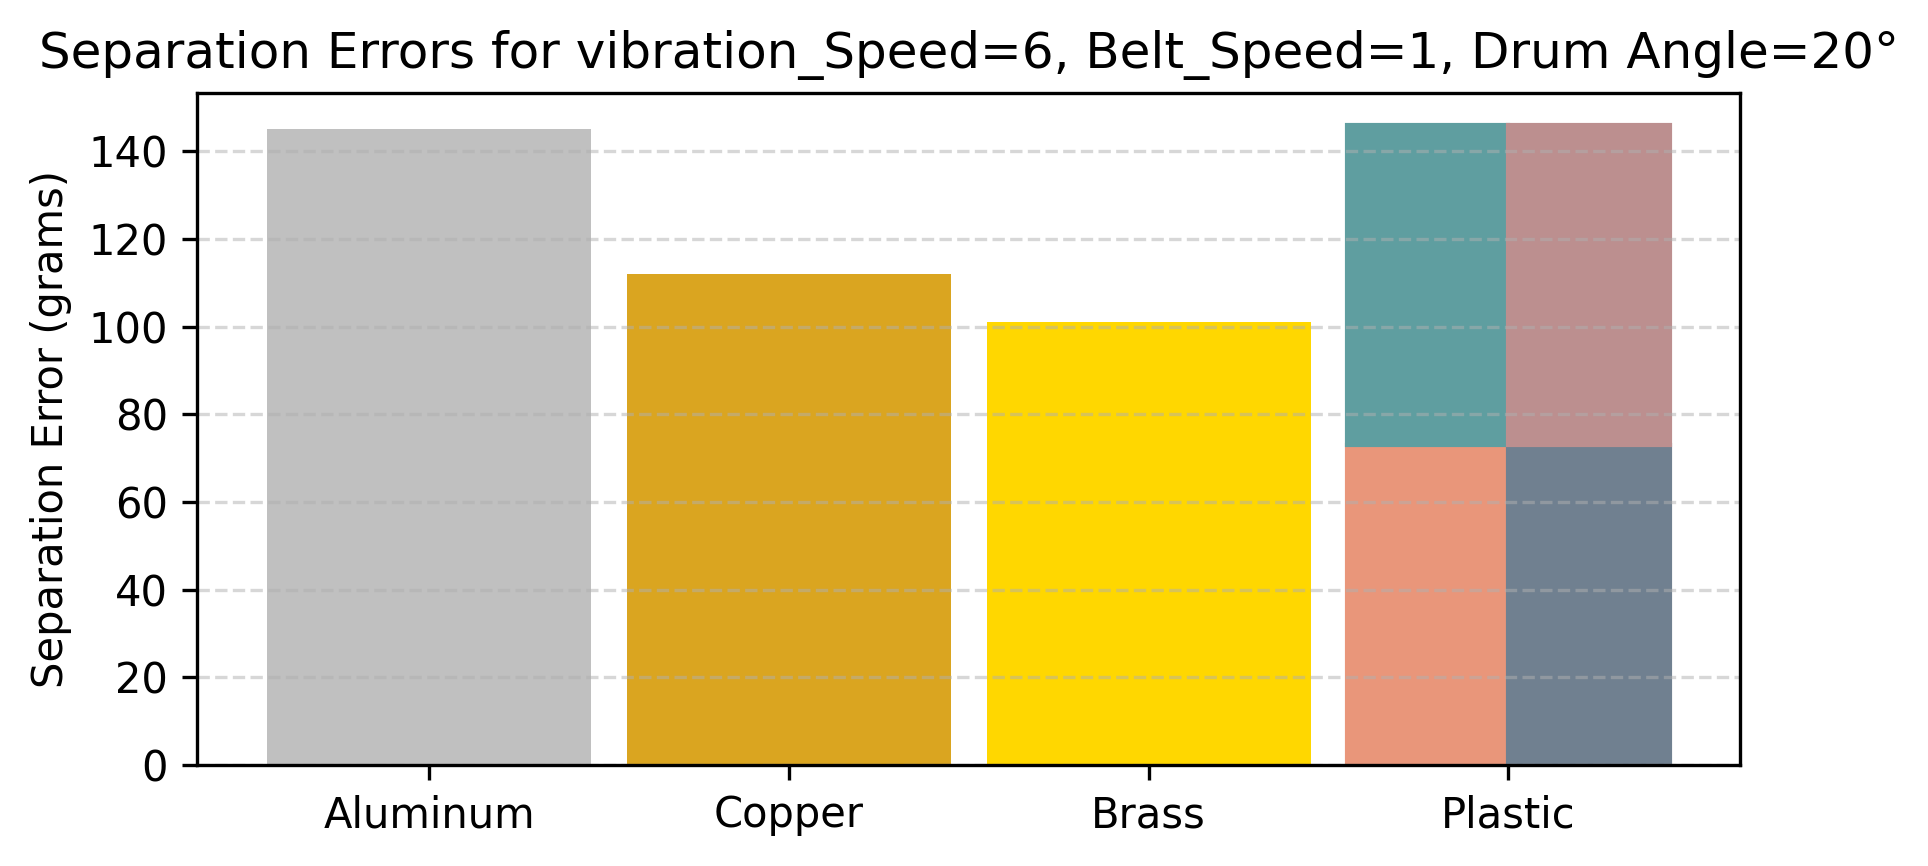 Separation Errors for vibration_Speed=6, Belt_Speed=1, Drum Angle=20°
Separation Error (grams)
140
120
100
80
60
40
20
0
Aluminum Copper Brass Plastic